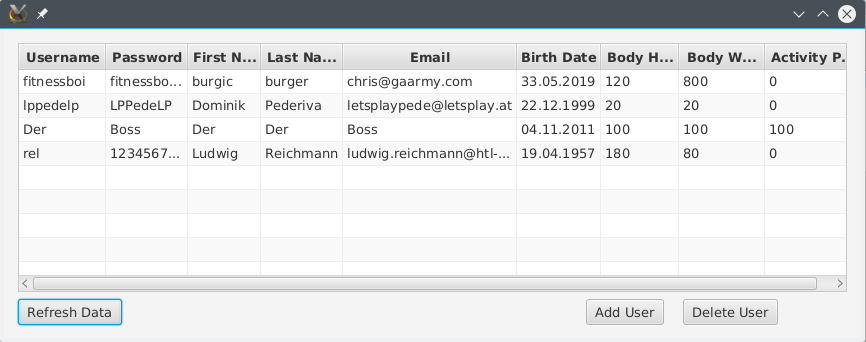 Username Password First N... Last Na... Email Birth Date Body H... Body W... Activity P.
fitnessboi fitnessbo... burgic burger chris@gaarmy.com 33.05.2019 120 800 0
lppedelp LPPedeLP Dominik Pederiva letsplaypede@letsplay.at 22.12.1999 20 20 0
Der Boss Der Der Boss 04.11.2011 100 100 100
rel 1234567... Ludwig Reichmann ludwig.reichmann@htl-... 19.04.1957 180 80 0
Refresh Data Add User Delete User